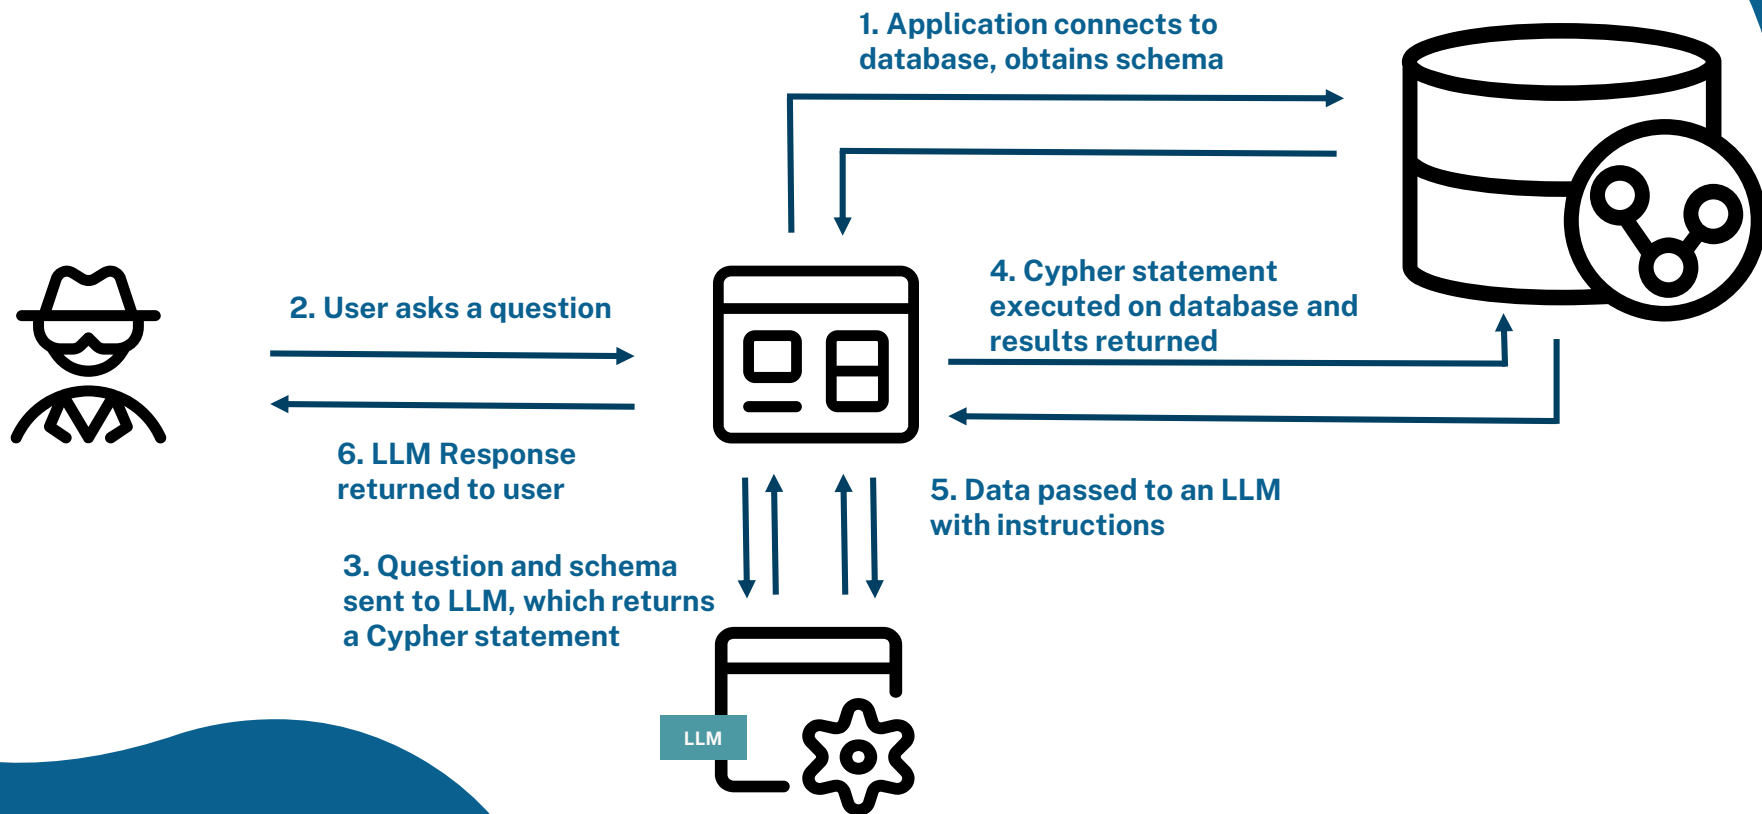 1. Application connects to
database, obtains schema
2. User asks a question
4. Cypher statement
executed on database and
results returned
6. LLM Response
returned to user
5. Data passed to an LLM
with instructions
3. Question and schema
sent to LLM, which returns
a Cypher statement
LLM